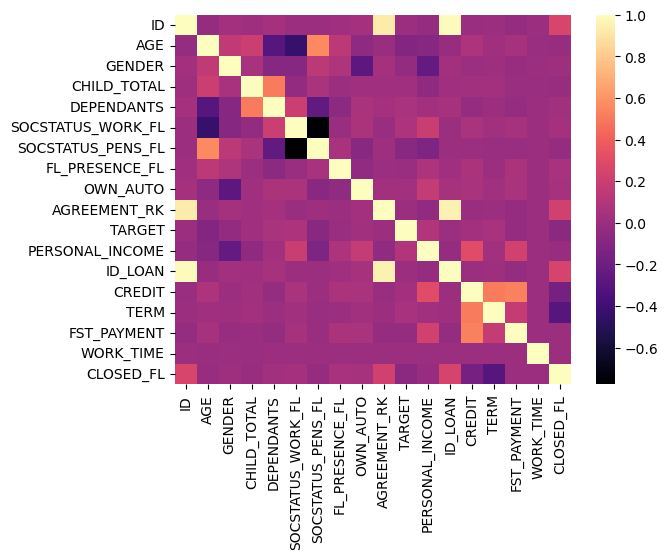 ID
AGE
GENDER
CHILD_TOTAL
DEPENDANTS
SOCSTATUS_WORK_FL
SOCSTATUS_PENS_FL
FL_PRESENCE_FL
OWN_AUTO
AGREEMENT_RK
TARGET
PERSONAL_INCOME
ID_LOAN
CREDIT
TERM
FST_PAYMENT
WORK_TIME
CLOSED_FL
ID
AGE
GENDER
CHILD_TOTAL
DEPENDANTS
SOCSTATUS_WORK_FL
SOCSTATUS_PENS_FL
FL_PRESENCE_FL
OWN_AUTO
AGREEMENT_RK
TARGET
PERSONAL_INCOME
ID_LOAN
CREDIT
TERM
FST_PAYMENT
WORK_TIME
CLOSED_FL
1.0
0.8
0.6
0.4
0.2
0.0
−0.2
−0.4
−0.6